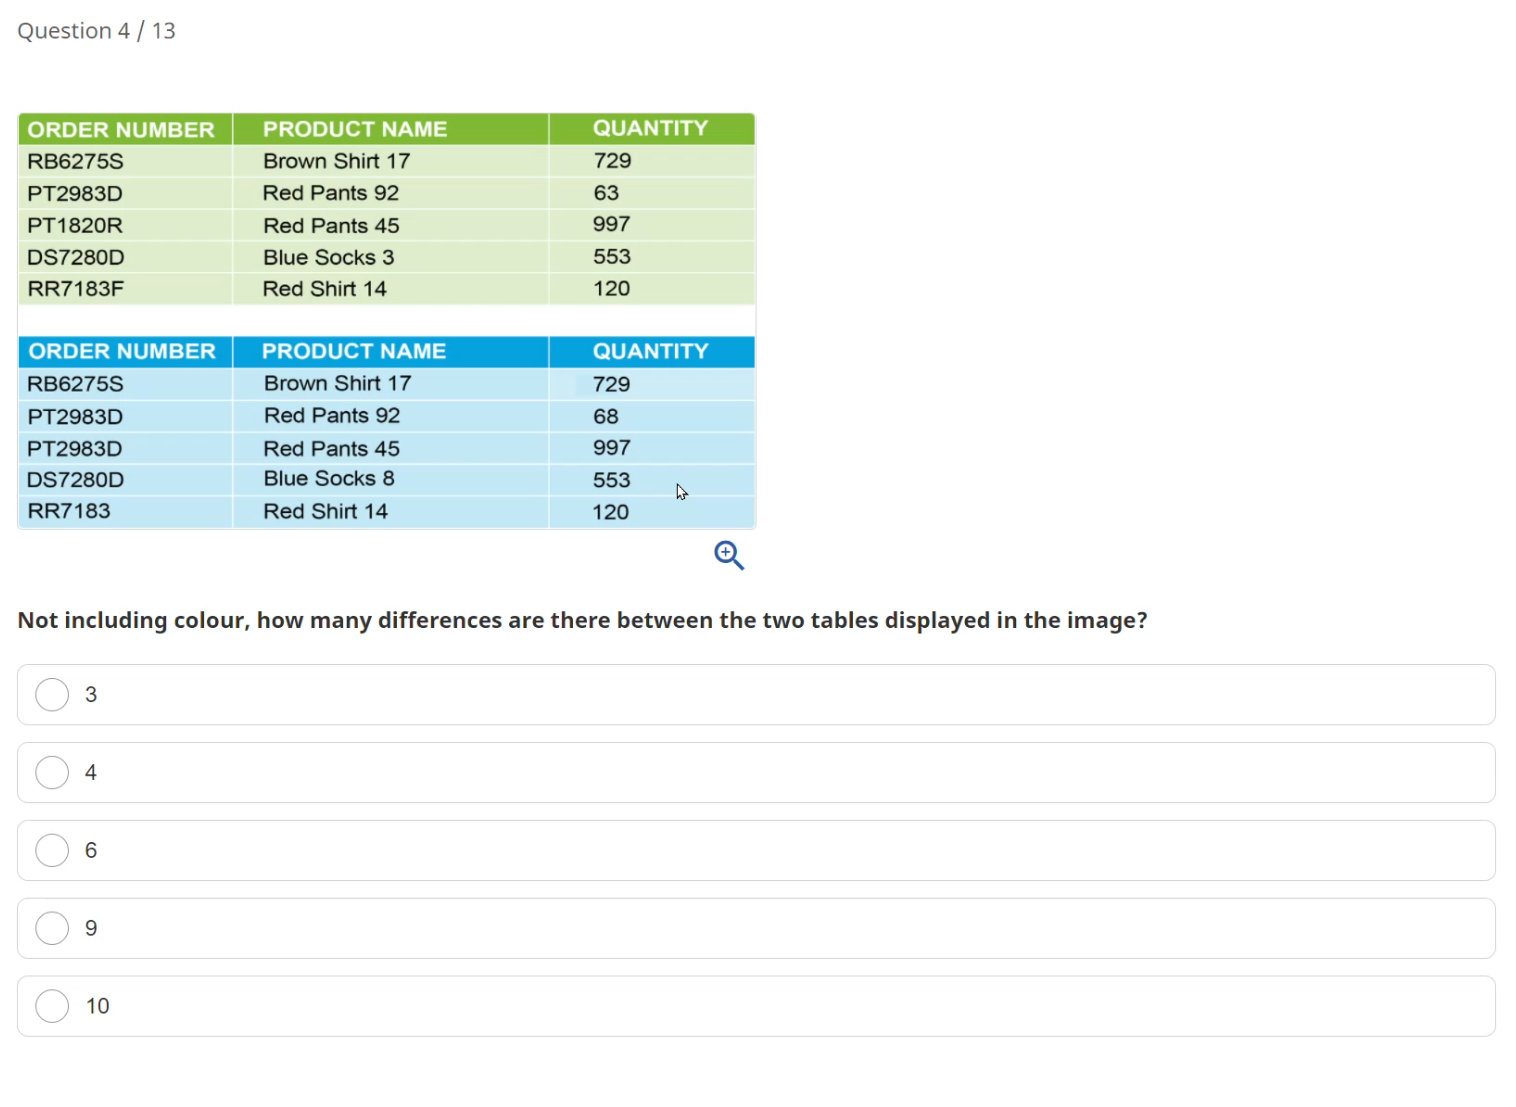 Question 4 / 13
ORDER NUMBER PRODUCT NAME QUANTITY
RB6275S Brown Shirt 17 729
PT2983D Red Pants 92 63
PT1820R Red Pants 45 997
DS7280D Blue Socks 3 553
RR7183F Red Shirt 14 120
ORDER NUMBER PRODUCT NAME QUANTITY
RB6275S Brown Shirt 17 729
PT2983D Red Pants 92 68
PT2983D Red Pants 45 997
DS7280D Blue Socks 8 553
RR7183 Red Shirt 14 120
Not including colour, how many differences are there between the two tables displayed in the image?
3
4
6
9
10